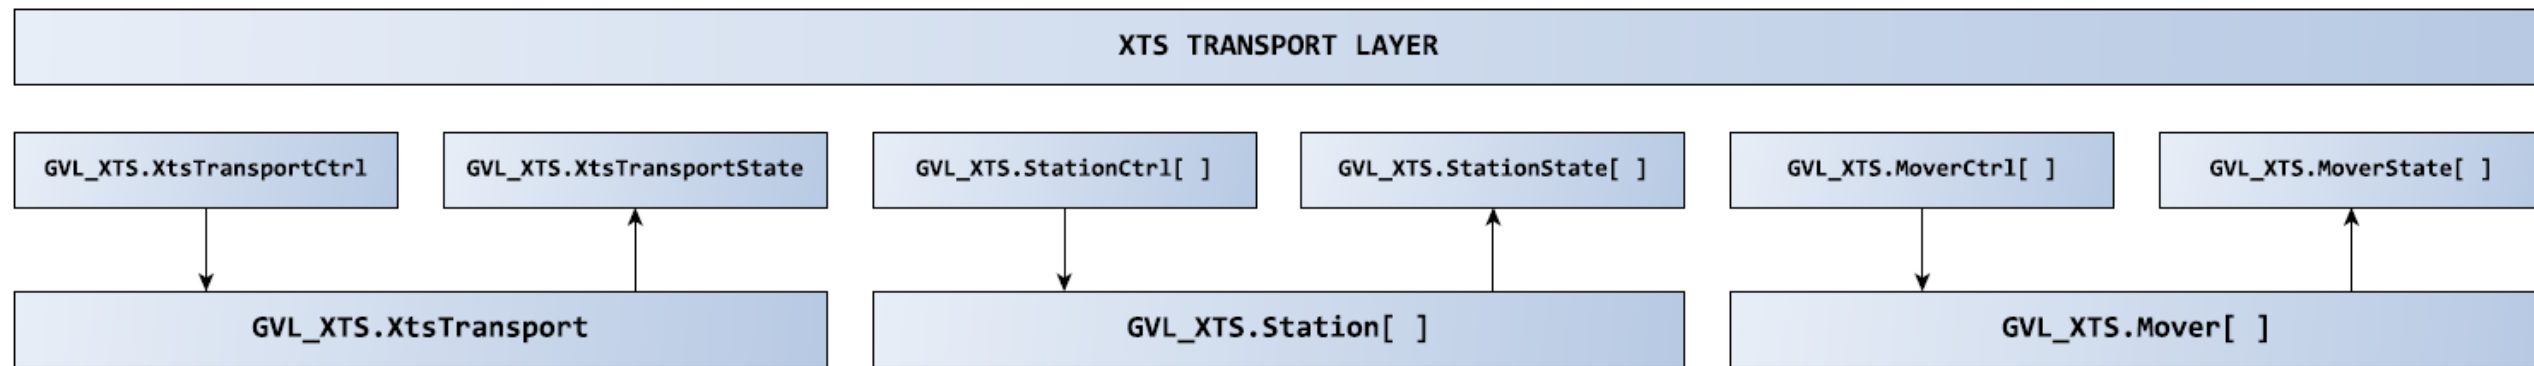 XTS TRANSPORT LAYER
GVL_XTS.XtsTransportCtrl
GVL_XTS.XtsTransportState
GVL_XTS.StationCtrl[ ]
GVL_XTS.StationState[ ]
GVL_XTS.MoverCtrl[ ]
GVL_XTS.MoverState[ ]
GVL_XTS.XtsTransport
GVL_XTS.Station[ ]
GVL_XTS.Mover[ ]